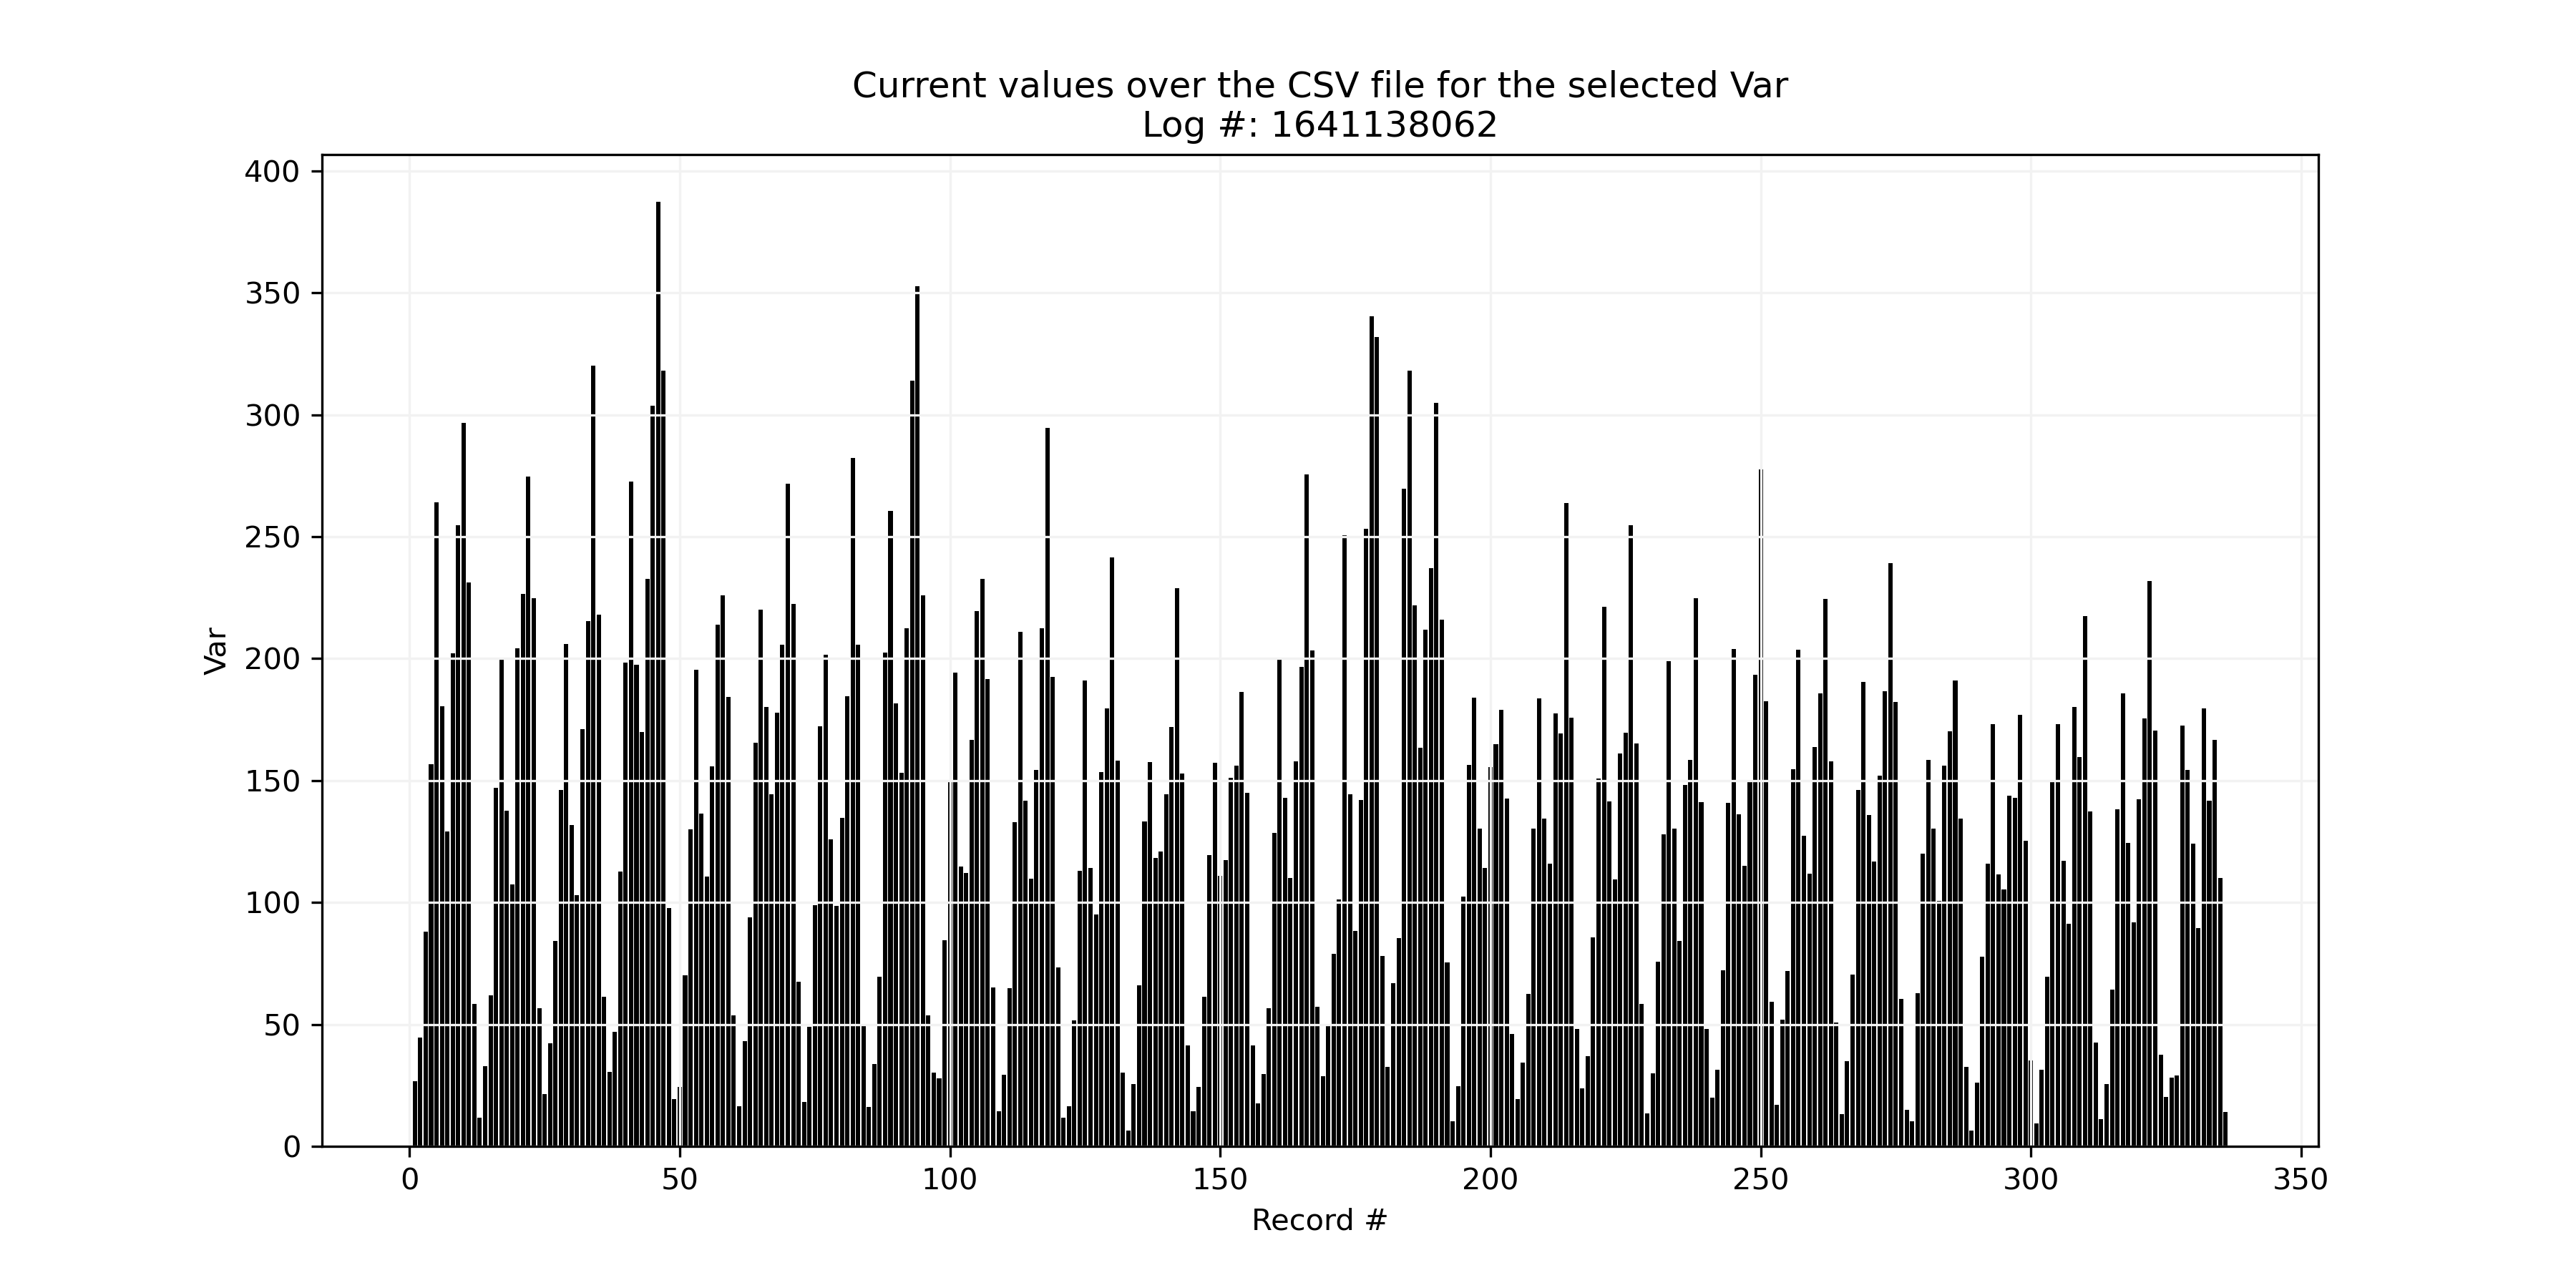 Current values over the CSV file for the selected Var
Log #: 1641138062
400
350
300
250
200
150
100
50
0
Var
0 50 100 150 200 250 300 350
Record #